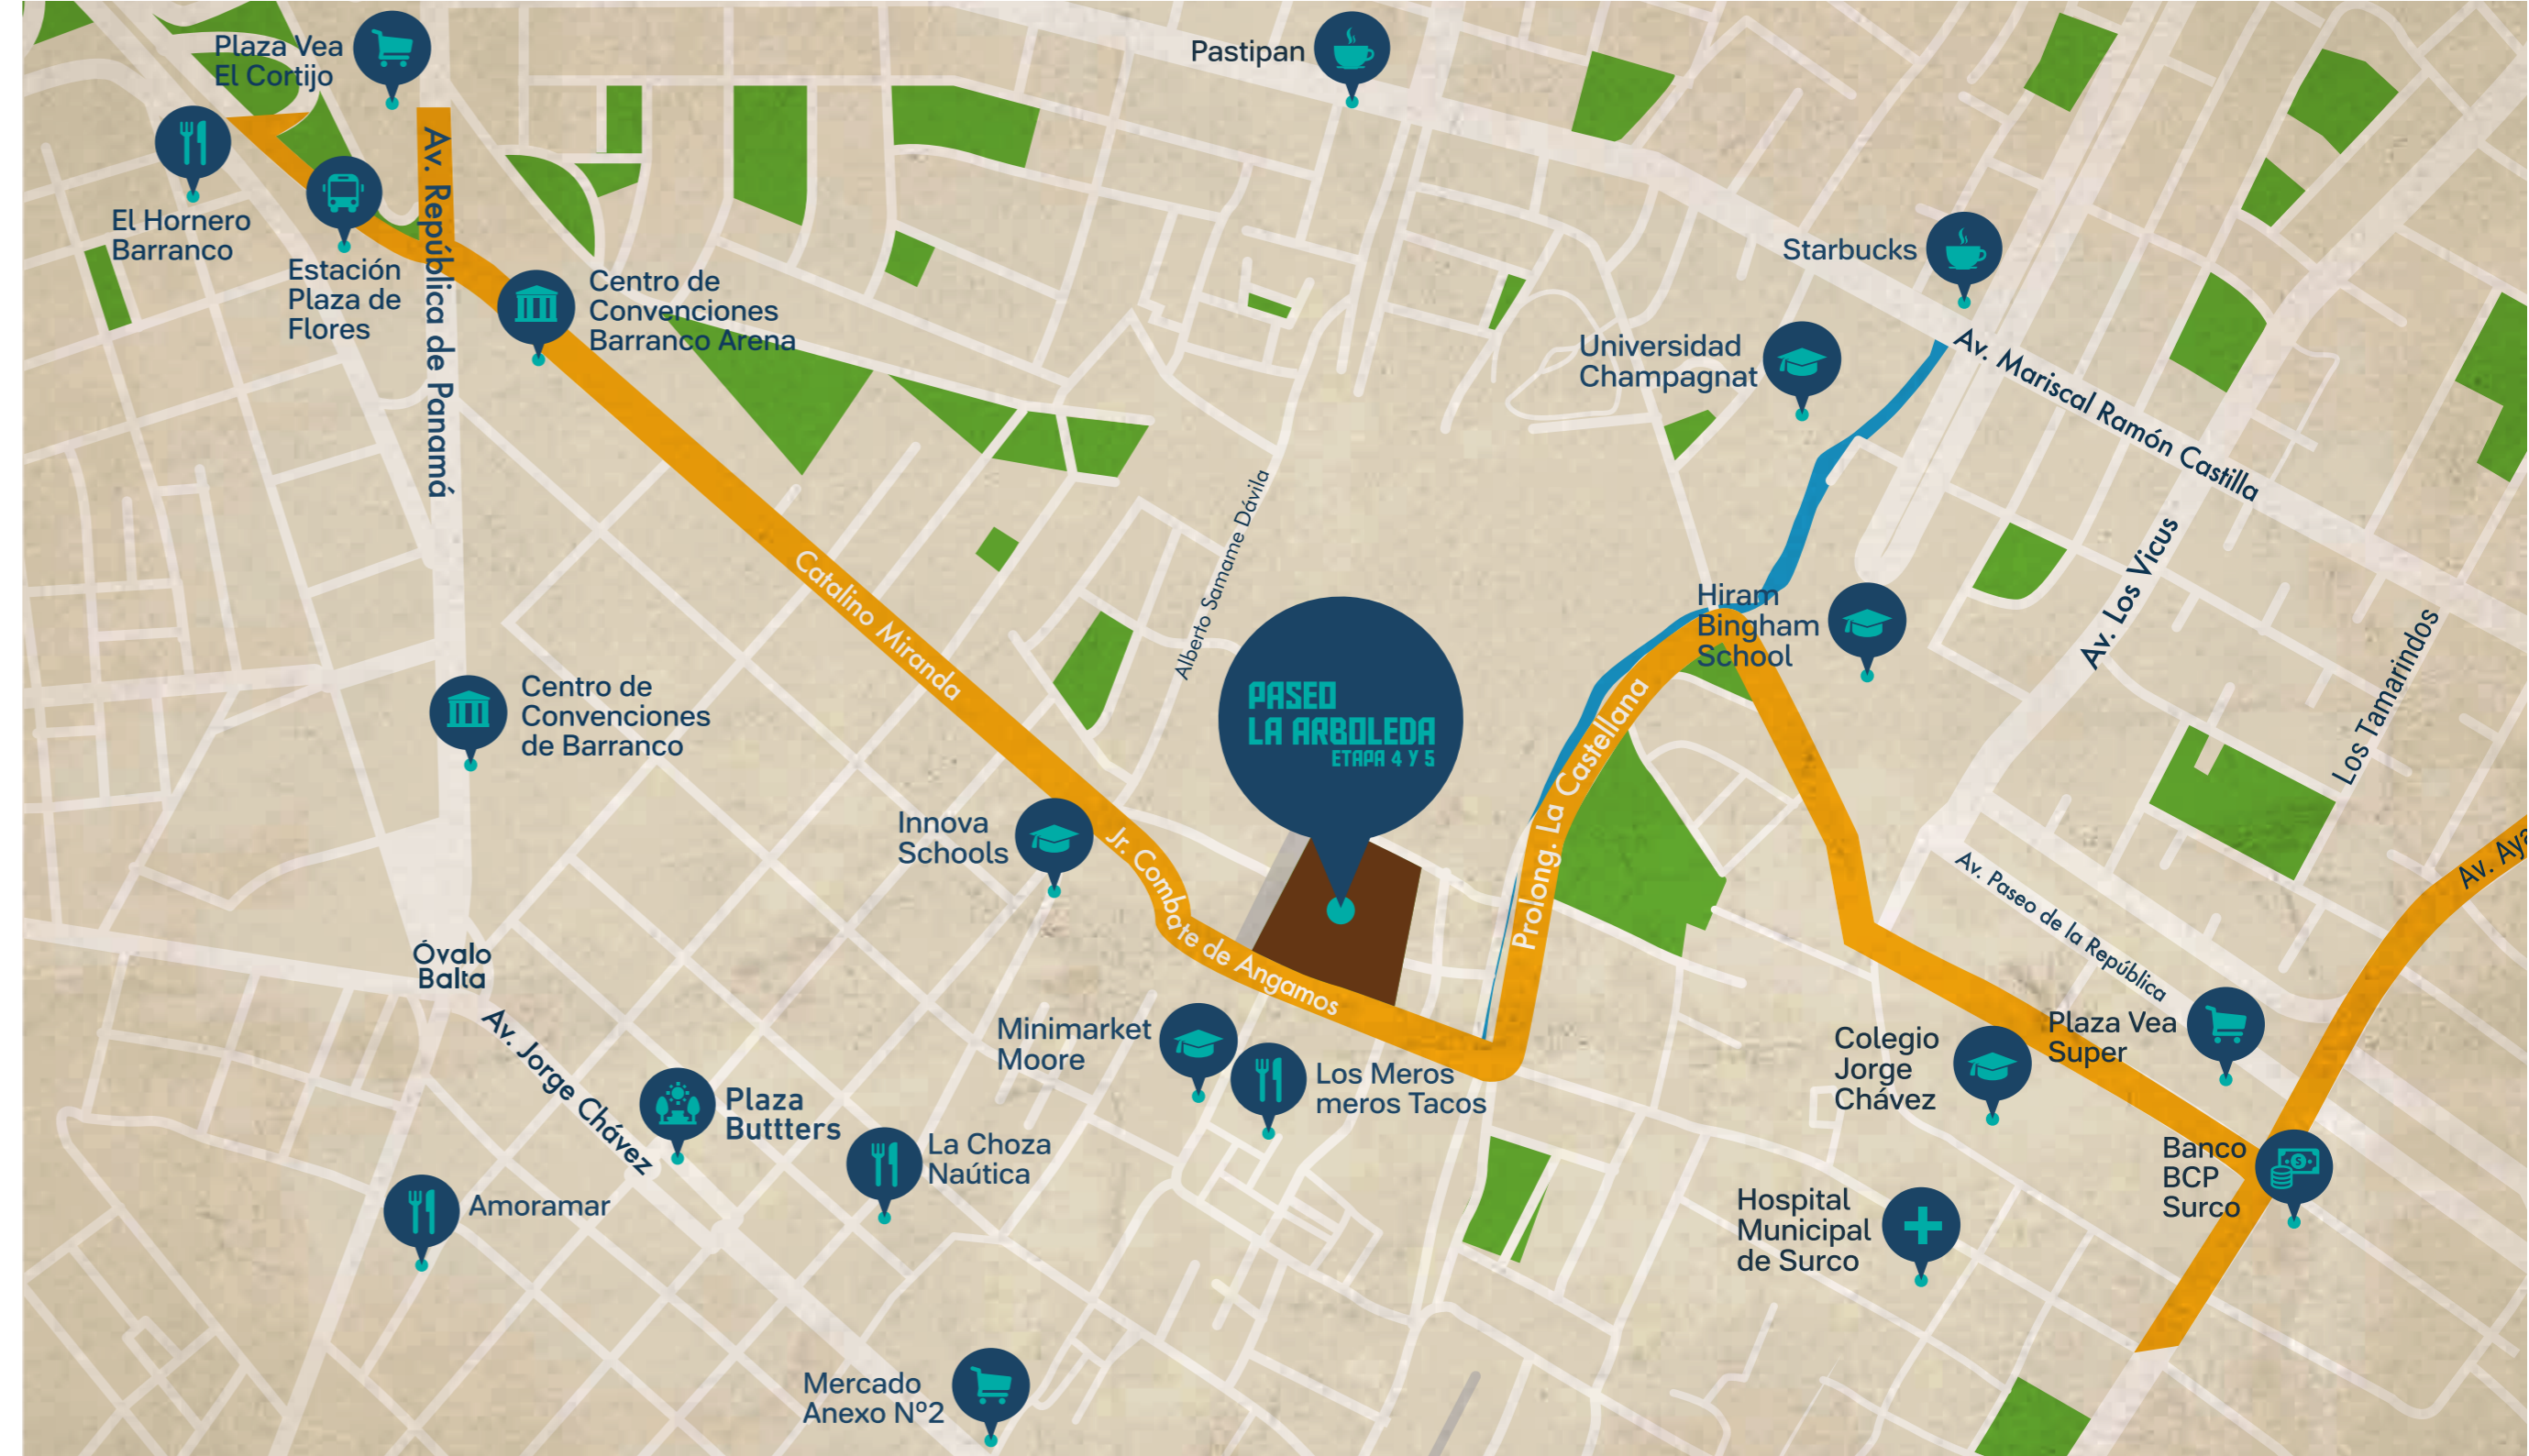 Plaza Vea
El Cortijo
Pastipan
El Hornero
Barranco
Estación
Plaza de
Flores
Av. República de Panamá
Centro de
Convenciones
Barranco Arena
Starbucks
Universidad
Champagnat
Av. Mariscal Ramón Castilla
Alberto Samame Dávila
Catalino Miranda
Av. Los Vicus
Los Tamarindos
Hiram
Bingham
School
PASEO
LA ARBOLEDA
ETAPA 4 Y 5
Centro de
Convenciones
de Barranco
Prolong. La Castellana
Innova
Schools
Jr. Combate de Angamos
Av. Aya
Av. Paseo de la República
Óvalo
Balta
Av. Jorge Chávez
Minimarket
Moore
Los Meros
meros Tacos
Colegio
Jorge
Chávez
Plaza Vea
Super
Plaza
Buttters
La Choza
Naútica
Banco
BCP
Surco
Amoramar
Hospital
Municipal
de Surco
Mercado
Anexo Nº2